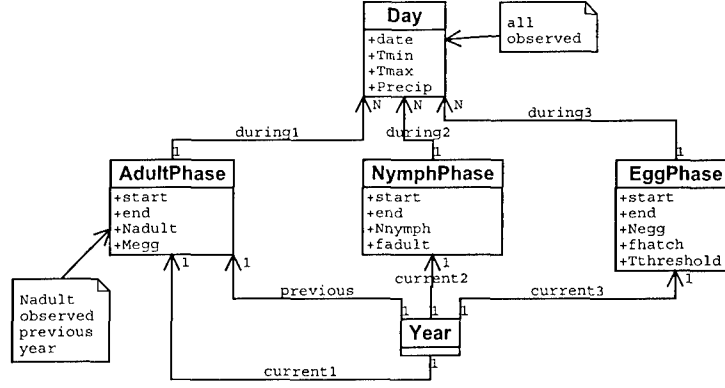 Day
+date
+Tmin
+Tmax
+Precip
all
observed
N
N
N
during1
during2
during3
1
1
1
AdultPhase
+start
+end
+Nadult
+Megg
NymphPhase
+start
+end
+Nnymph
+fadult
EggPhase
+start
+end
+Negg
+fhatch
+Tthreshold
1
1
1
1
Nadult
observed
previous
year
previous
current2
current3
1
1
1
Year
1
current1